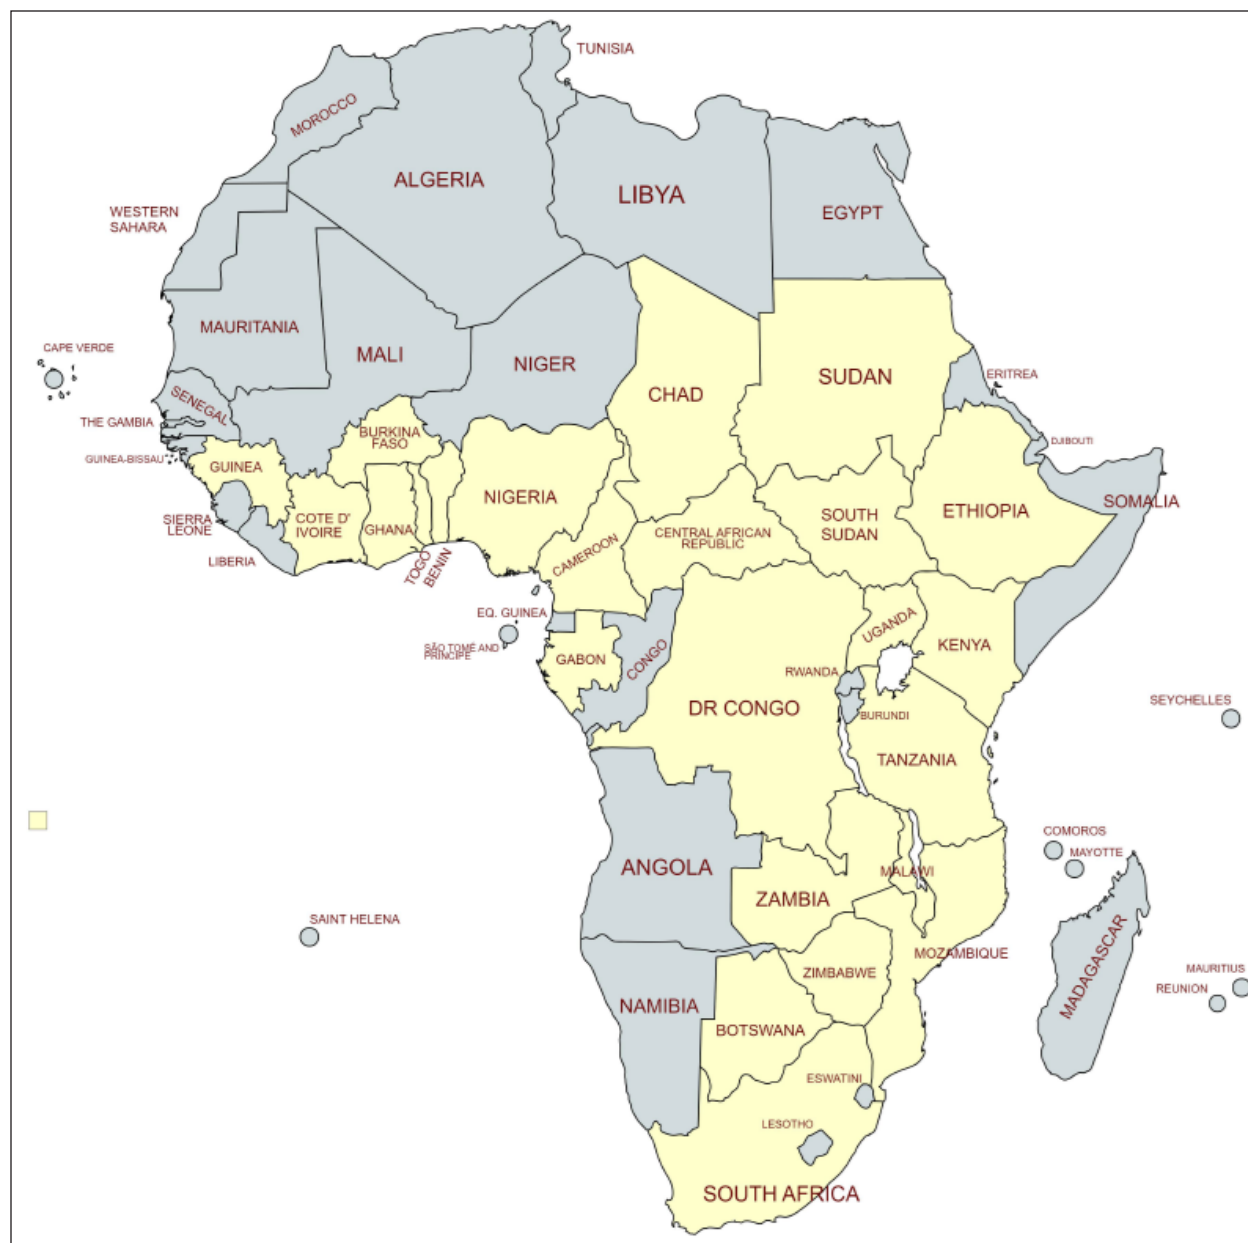 TUNISIA
MOROCCO
ALGERIA
LIBYA
EGYPT
WESTERN
SAHARA
MAURITANIA
MALI
NIGER
CHAD
SUDAN
ERITREA
CAPE VERDE
SENEGAL
THE GAMBIA
GUINEA-BISSAU
GUINEA
BURKINA
FASO
DJIBOUTI
NIGERIA
SOMALIA
ETHIOPIA
SIERRA
LEONE
COTE D'
IVOIRE
GHANA
SOUTH
SUDAN
CENTRAL AFRICAN
REPUBLIC
CAMEROON
LIBERIA
TOGO
BENIN
EQ. GUINEA
SÃO TOMÉ AND
PRINCIPE
GABON
CONGO
UGANDA
KENYA
RWANDA
BURUNDI
DR CONGO
SEYCHELLES
TANZANIA
COMOROS
MAYOTTE
ANGOLA
MALAWI
ZAMBIA
SAINT HELENA
MOZAMBIQUE
MADAGASCAR
ZIMBABWE
MAURITIUS
REUNION
NAMIBIA
BOTSWANA
ESWATINI
LESOTHO
SOUTH AFRICA